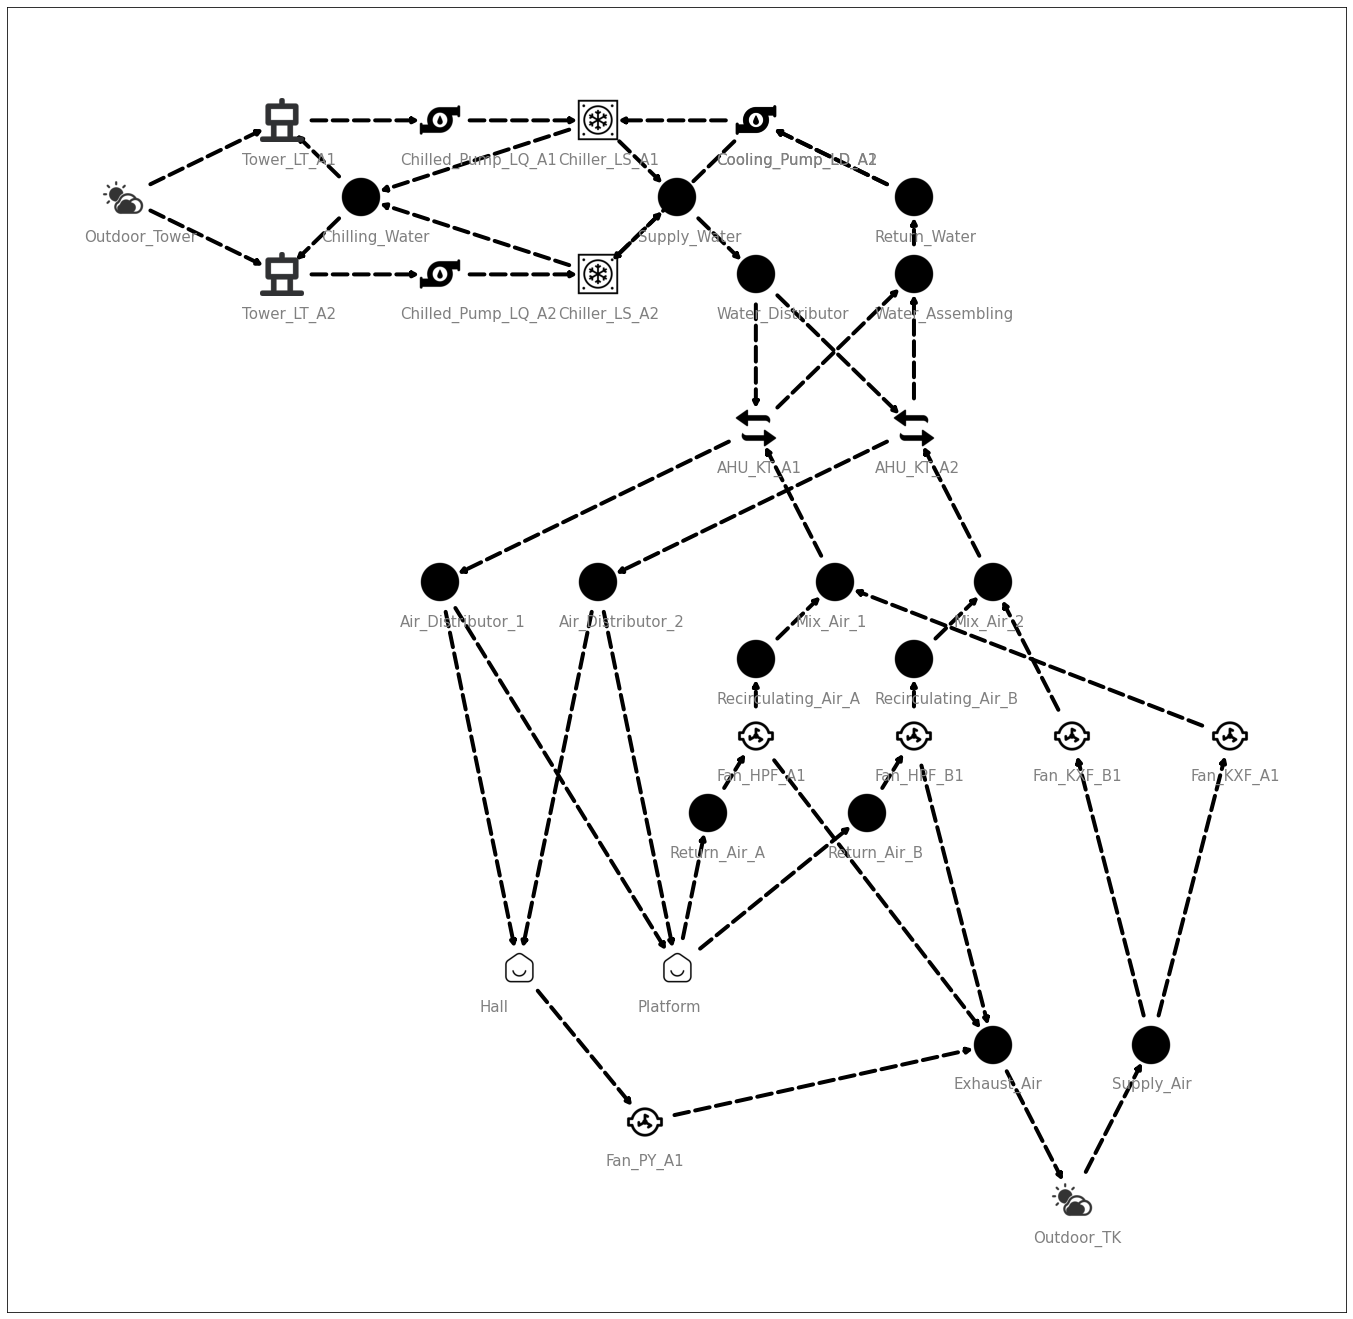 Tower_LT_A1
Chilled_Pump_LQ_A1
Chiller_LS_A1
Outdoor_Tower
Chilling_Water
Supply_Water
Return_Water
Tower_LT_A2
Chilled_Pump_LQ_A2
Chiller_LS_A2
Water_Distributor
Water_Assembling
AHU_KT_A1
AHU_KT_A2
Air_Distributor_1
Air_Distributor_2
Mix_Air_1
Mix_Air_2
Recirculating_Air_A
Recirculating_Air_B
Fan_HPF_A1
Fan_HPF_B1
Fan_KXF_B1
Fan_KXF_A1
Return_Air_A
Return_Air_B
Hall
Platform
Exhaust_Air
Supply_Air
Fan_PY_A1
Outdoor_TK